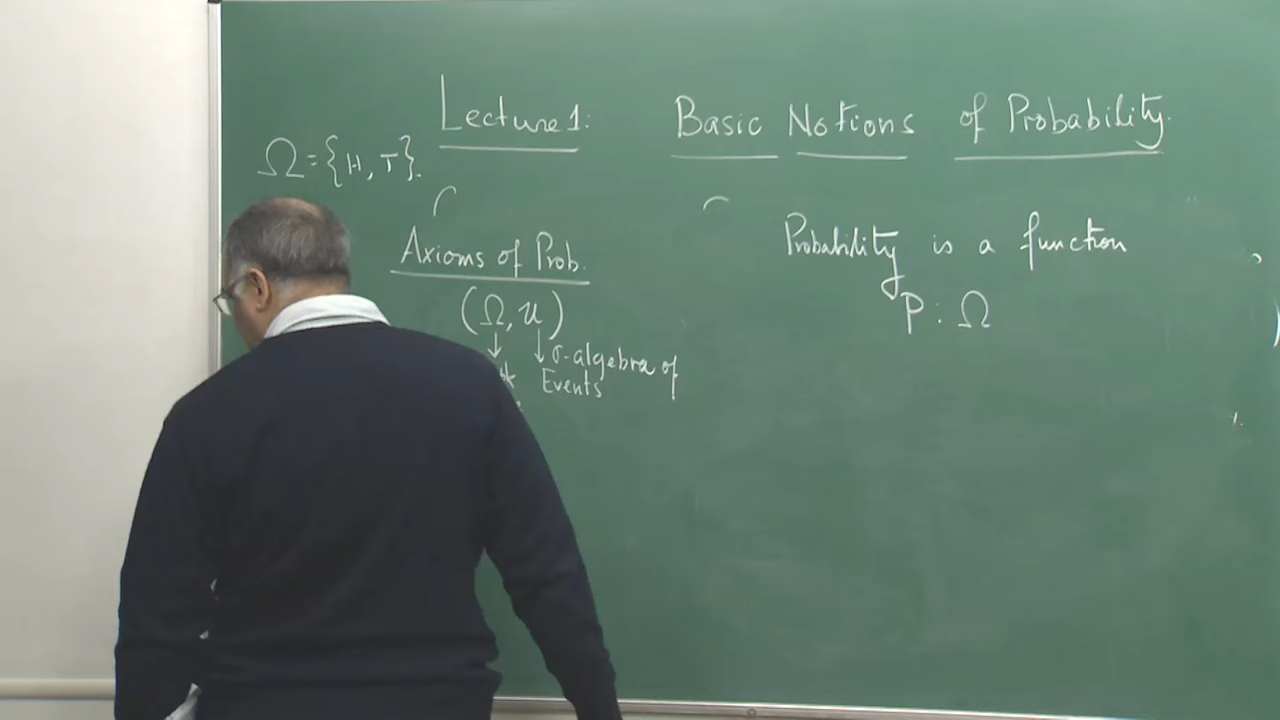 Lecture 1: Basic Notions of Probability.
Ω = {H, T}.
Axioms of Prob.
(Ω, 𝒰)
↓ ↓ σ-algebra of
Events
Probability is a function
P : Ω